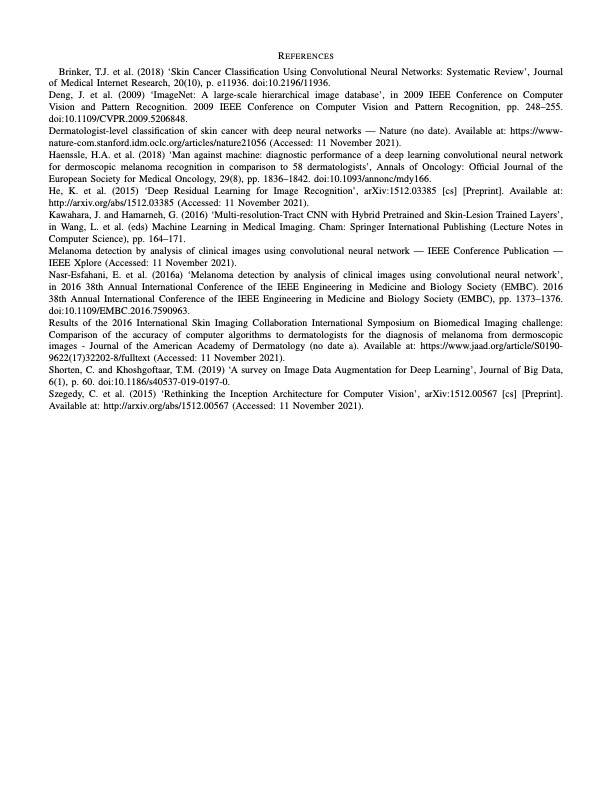 REFERENCES
Brinker, T.J. et al. (2018) ‘Skin Cancer Classification Using Convolutional Neural Networks: Systematic Review’, Journal
of Medical Internet Research, 20(10), p. e11936. doi:10.2196/11936.
Deng, J. et al. (2009) ‘ImageNet: A large-scale hierarchical image database’, in 2009 IEEE Conference on Computer
Vision and Pattern Recognition. 2009 IEEE Conference on Computer Vision and Pattern Recognition, pp. 248–255.
doi:10.1109/CVPR.2009.5206848.
Dermatologist-level classification of skin cancer with deep neural networks — Nature (no date). Available at: https://www-
nature-com.stanford.idm.oclc.org/articles/nature21056 (Accessed: 11 November 2021).
Haenssle, H.A. et al. (2018) ‘Man against machine: diagnostic performance of a deep learning convolutional neural network
for dermoscopic melanoma recognition in comparison to 58 dermatologists’, Annals of Oncology: Official Journal of the
European Society for Medical Oncology, 29(8), pp. 1836–1842. doi:10.1093/annonc/mdy166.
He, K. et al. (2015) ‘Deep Residual Learning for Image Recognition’, arXiv:1512.03385 [cs] [Preprint]. Available at:
http://arxiv.org/abs/1512.03385 (Accessed: 11 November 2021).
Kawahara, J. and Hamarneh, G. (2016) ‘Multi-resolution-Tract CNN with Hybrid Pretrained and Skin-Lesion Trained Layers’,
in Wang, L. et al. (eds) Machine Learning in Medical Imaging. Cham: Springer International Publishing (Lecture Notes in
Computer Science), pp. 164–171.
Melanoma detection by analysis of clinical images using convolutional neural network — IEEE Conference Publication —
IEEE Xplore (Accessed: 11 November 2021).
Nasr-Esfahani, E. et al. (2016a) ‘Melanoma detection by analysis of clinical images using convolutional neural network’,
in 2016 38th Annual International Conference of the IEEE Engineering in Medicine and Biology Society (EMBC). 2016
38th Annual International Conference of the IEEE Engineering in Medicine and Biology Society (EMBC), pp. 1373–1376.
doi:10.1109/EMBC.2016.7590963.
Results of the 2016 International Skin Imaging Collaboration International Symposium on Biomedical Imaging challenge:
Comparison of the accuracy of computer algorithms to dermatologists for the diagnosis of melanoma from dermoscopic
images - Journal of the American Academy of Dermatology (no date a). Available at: https://www.jaad.org/article/S0190-
9622(17)32202-8/fulltext (Accessed: 11 November 2021).
Shorten, C. and Khoshgoftaar, T.M. (2019) ‘A survey on Image Data Augmentation for Deep Learning’, Journal of Big Data,
6(1), p. 60. doi:10.1186/s40537-019-0197-0.
Szegedy, C. et al. (2015) ‘Rethinking the Inception Architecture for Computer Vision’, arXiv:1512.00567 [cs] [Preprint].
Available at: http://arxiv.org/abs/1512.00567 (Accessed: 11 November 2021).